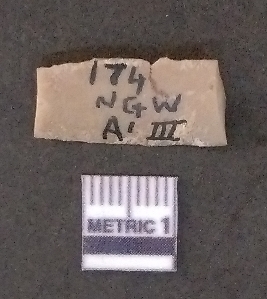 174
NGW
A' III
METRIC 1